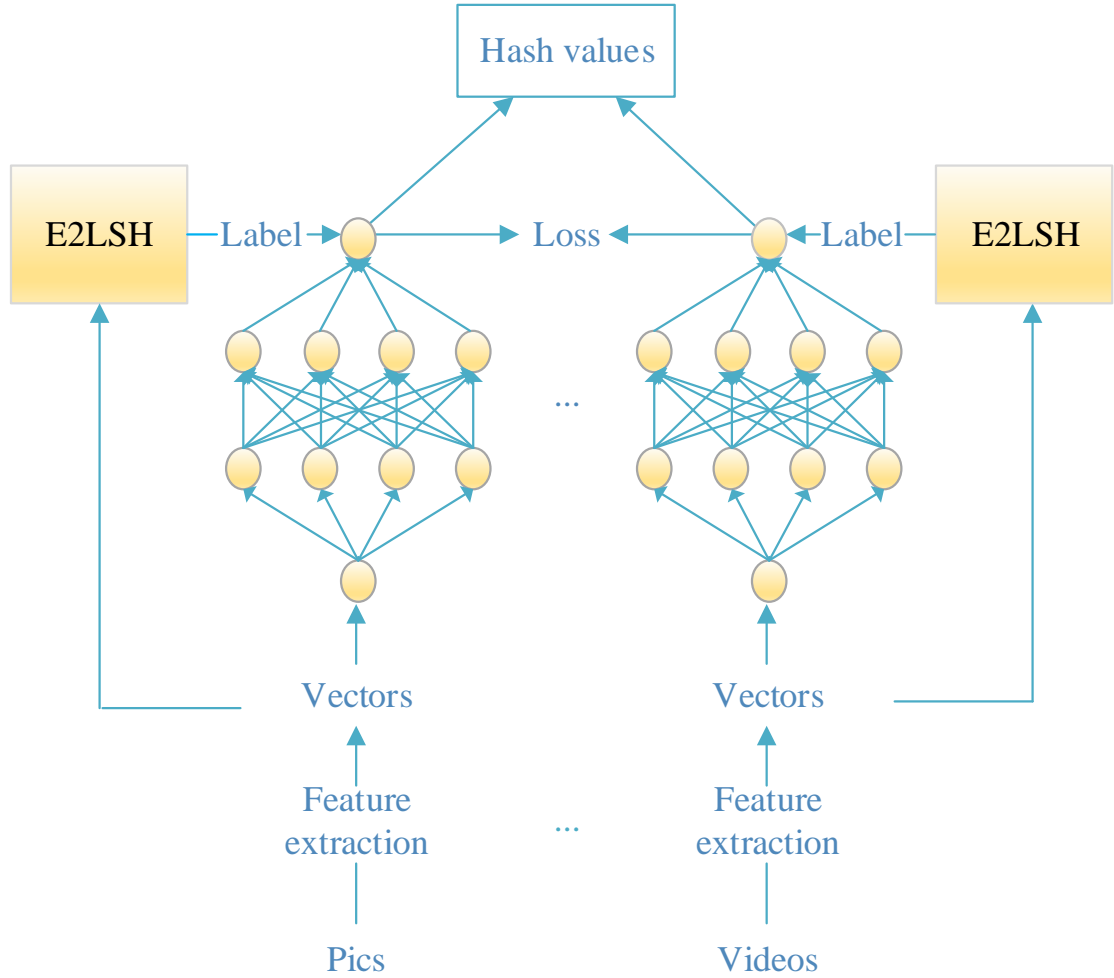 Hash values
E2LSH
Label
Loss
Label
E2LSH
...
Vectors
Vectors
Feature
extraction
...
Feature
extraction
Pics
Videos